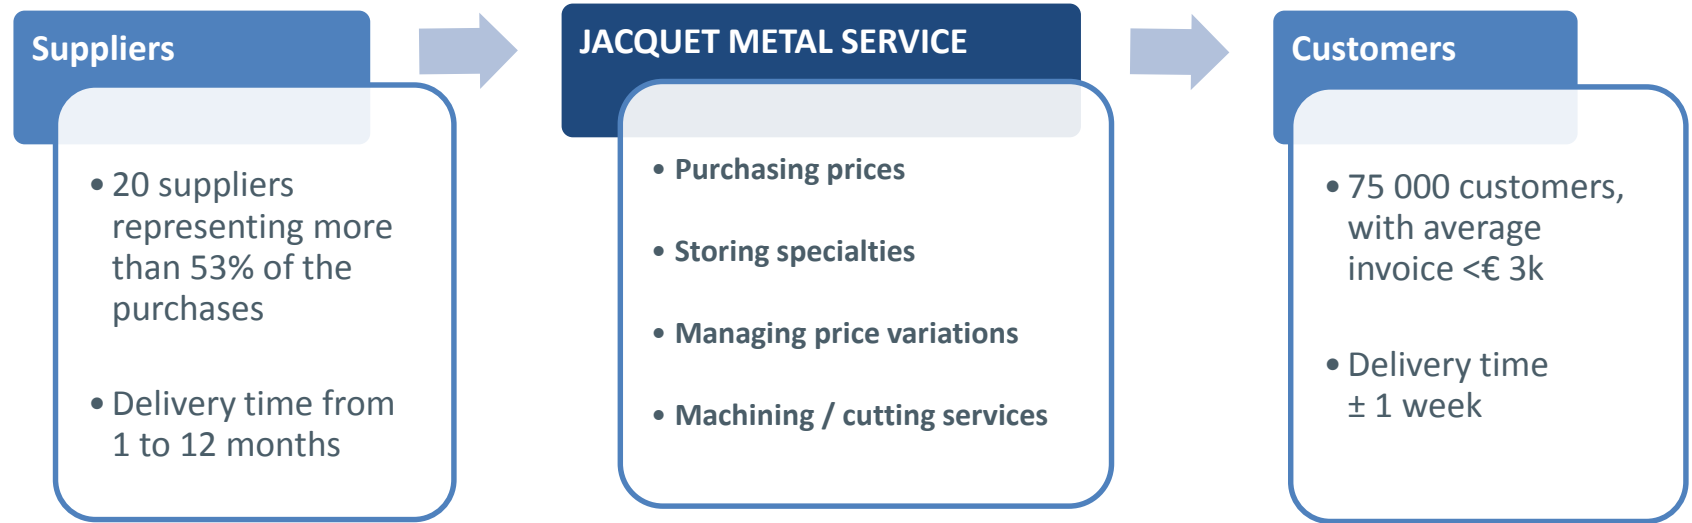 Suppliers
• 20 suppliers
representing more
than 53% of the
purchases
• Delivery time from
1 to 12 months
JACQUET METAL SERVICE
• Purchasing prices
• Storing specialties
• Managing price variations
• Machining / cutting services
Customers
• 75 000 customers,
with average
invoice <€ 3k
• Delivery time
± 1 week